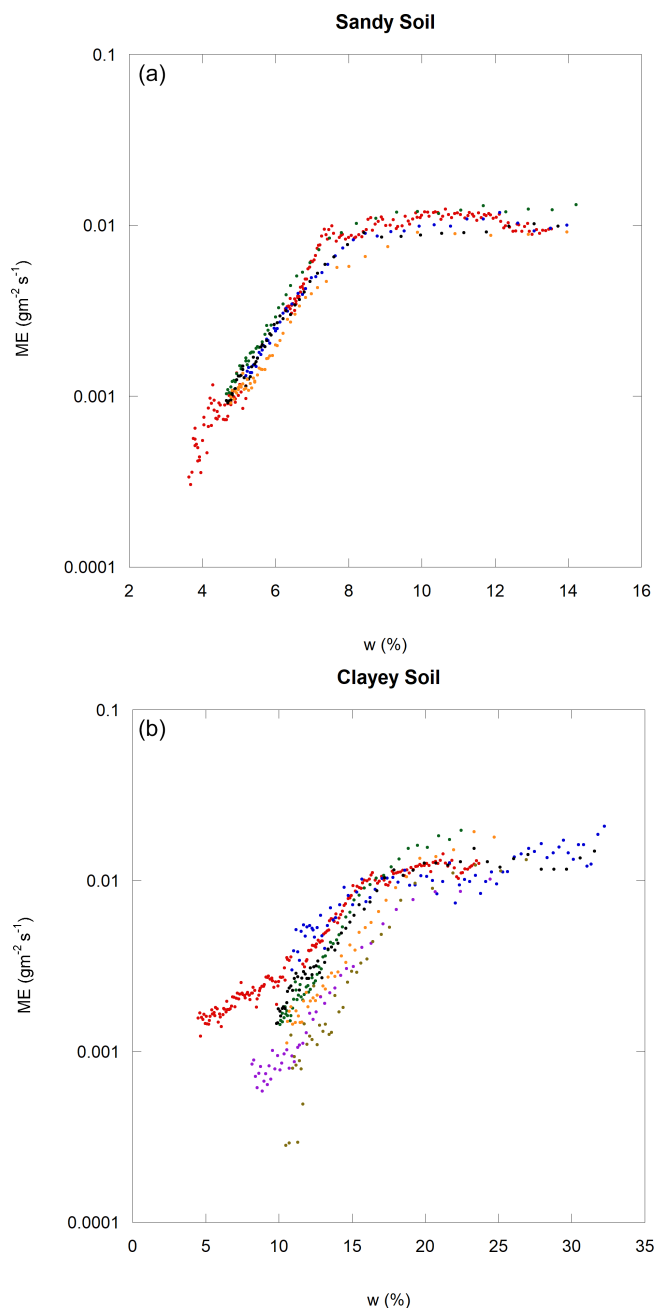 Sandy Soil
(a)
0.1
0.01
0.001
0.0001
ME (gm-2 s-1)
2 4 6 8 10 12 14 16
w (%)
Clayey Soil
(b)
0.1
0.01
0.001
0.0001
ME (gm-2 s-1)
0 5 10 15 20 25 30 35
w (%)